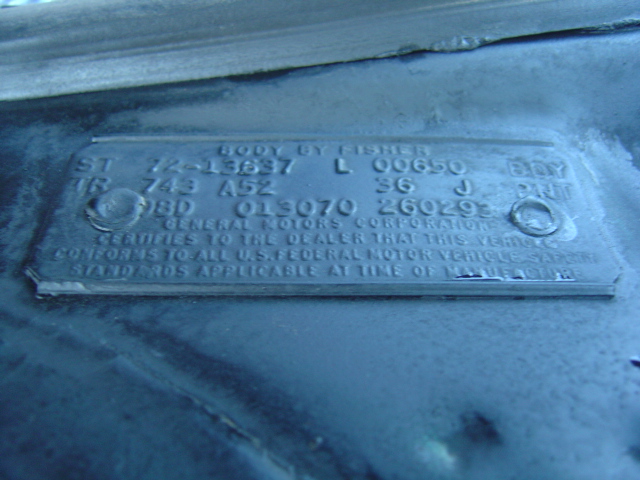 BODY BY FISHER
ST 72-13637 L 00650 BDY
TR 743 A52 36 J PNT
08D 013070 260293
GENERAL MOTORS CORPORATION
CERTIFIES TO THE DEALER THAT THIS VEHICLE
CONFORMS TO ALL U.S. FEDERAL MOTOR VEHICLE SAFETY
STANDARDS APPLICABLE AT TIME OF MANUFACTURE